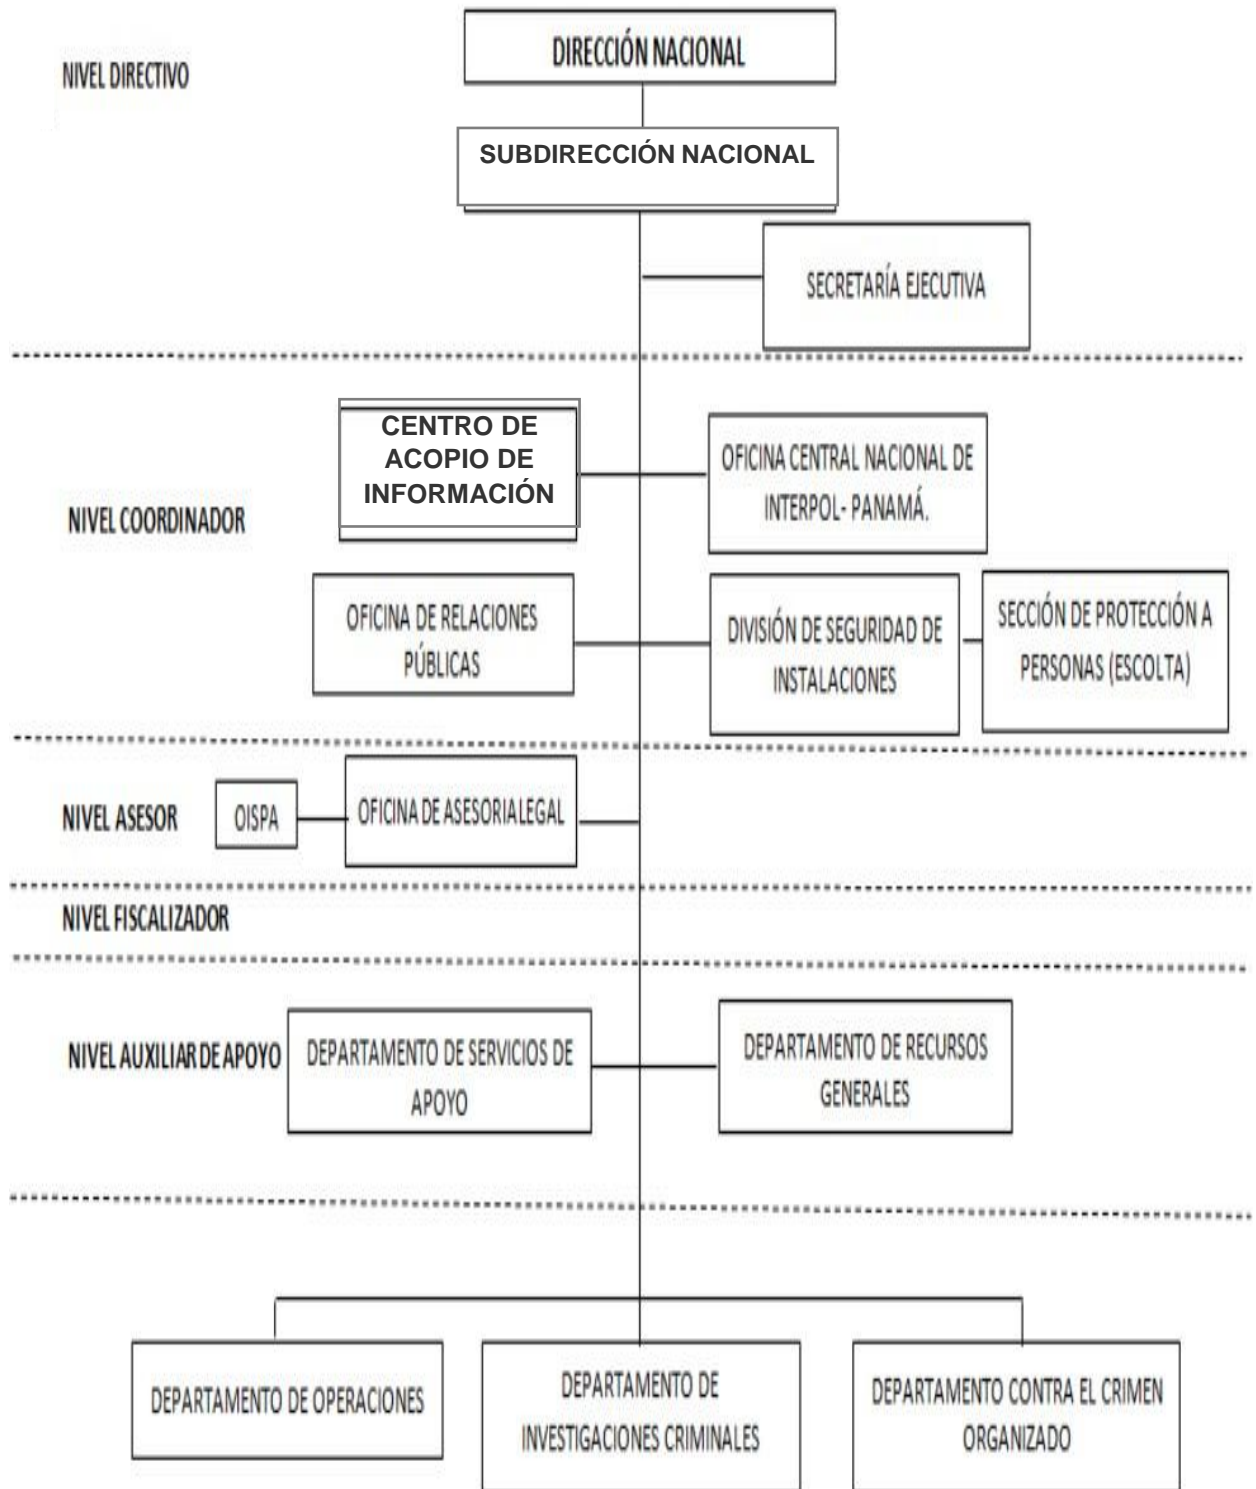 DIRECCIÓN NACIONAL
NIVEL DIRECTIVO
SUBDIRECCIÓN NACIONAL
SECRETARÍA EJECUTIVA
CENTRO DE
ACOPIO DE
INFORMACIÓN
OFICINA CENTRAL NACIONAL DE
INTERPOL- PANAMÁ.
NIVEL COORDINADOR
OFICINA DE RELACIONES
PÚBLICAS
DIVISIÓN DE SEGURIDAD DE
INSTALACIONES
SECCIÓN DE PROTECCIÓN A
PERSONAS (ESCOLTA)
NIVEL ASESOR
OISPA
OFICINA DE ASESORIA LEGAL
NIVEL FISCALIZADOR
NIVEL AUXILIAR DE APOYO
DEPARTAMENTO DE SERVICIOS DE
APOYO
DEPARTAMENTO DE RECURSOS
GENERALES
DEPARTAMENTO DE OPERACIONES
DEPARTAMENTO DE
INVESTIGACIONES CRIMINALES
DEPARTAMENTO CONTRA EL CRIMEN
ORGANIZADO